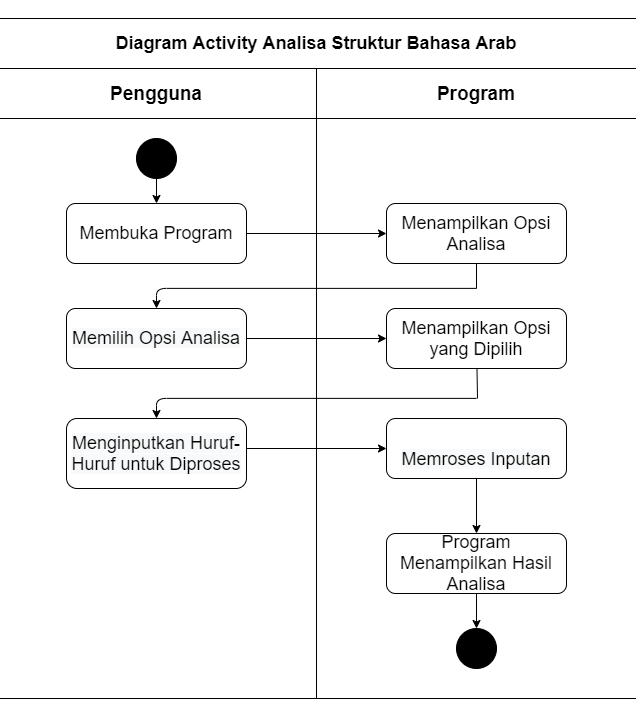 Diagram Activity Analisa Struktur Bahasa Arab
Pengguna
Program
Membuka Program
Menampilkan Opsi
Analisa
Memilih Opsi Analisa
Menampilkan Opsi
yang Dipilih
Menginputkan Huruf-
Huruf untuk Diproses
Memroses Inputan
Program
Menampilkan Hasil
Analisa